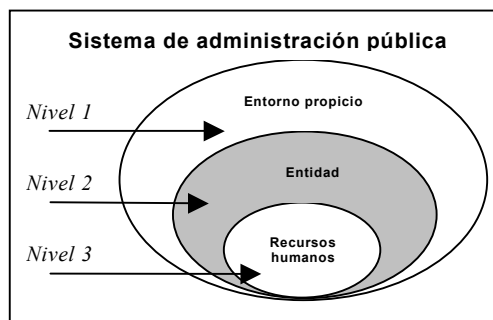 Sistema de administración pública
Entorno propicio
Nivel 1
Entidad
Nivel 2
Recursos
humanos
Nivel 3